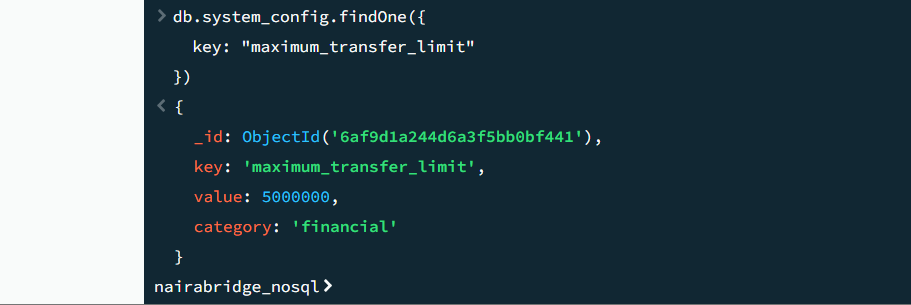 > db.system_config.findOne({
key: "maximum_transfer_limit"
})
< {
_id: ObjectId('6af9d1a244d6a3f5bb0bf441'),
key: 'maximum_transfer_limit',
value: 5000000,
category: 'financial'
}
nairabridge_nosql>